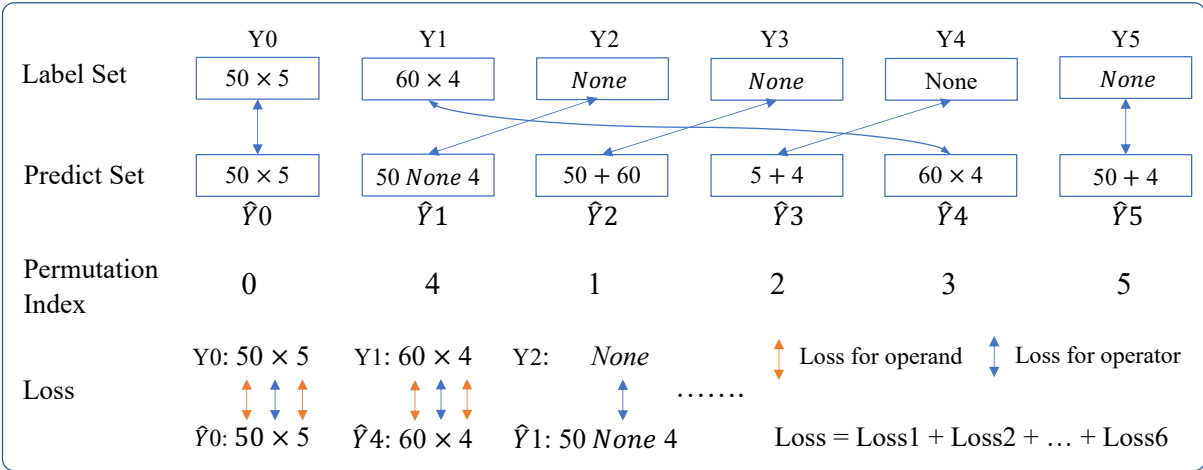 Y0 Y1 Y2 Y3 Y4 Y5
Label Set 50 × 5 60 × 4 None None None None
Predict Set 50 × 5 50 None 4 50 + 60 5 + 4 60 × 4 50 + 4
Ŷ0 Ŷ1 Ŷ2 Ŷ3 Ŷ4 Ŷ5
Permutation
Index
0 4 1 2 3 5
Y0: 50 × 5 Y1: 60 × 4 Y2: None Loss for operand Loss for operator
Loss .......
Ŷ0: 50 × 5 Ŷ4: 60 × 4 Ŷ1: 50 None 4 Loss = Loss1 + Loss2 + … + Loss6